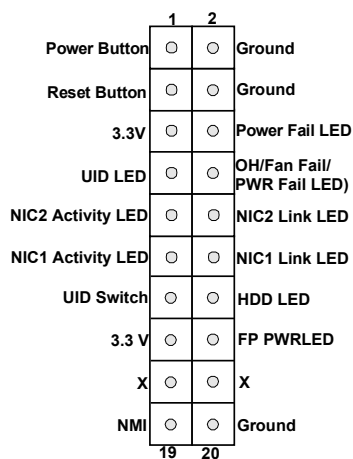 1 2
Power Button Ground
Reset Button Ground
3.3V Power Fail LED
UID LED OH/Fan Fail/
PWR Fail LED)
NIC2 Activity LED NIC2 Link LED
NIC1 Activity LED NIC1 Link LED
UID Switch HDD LED
3.3 V FP PWRLED
X X
NMI Ground
19 20